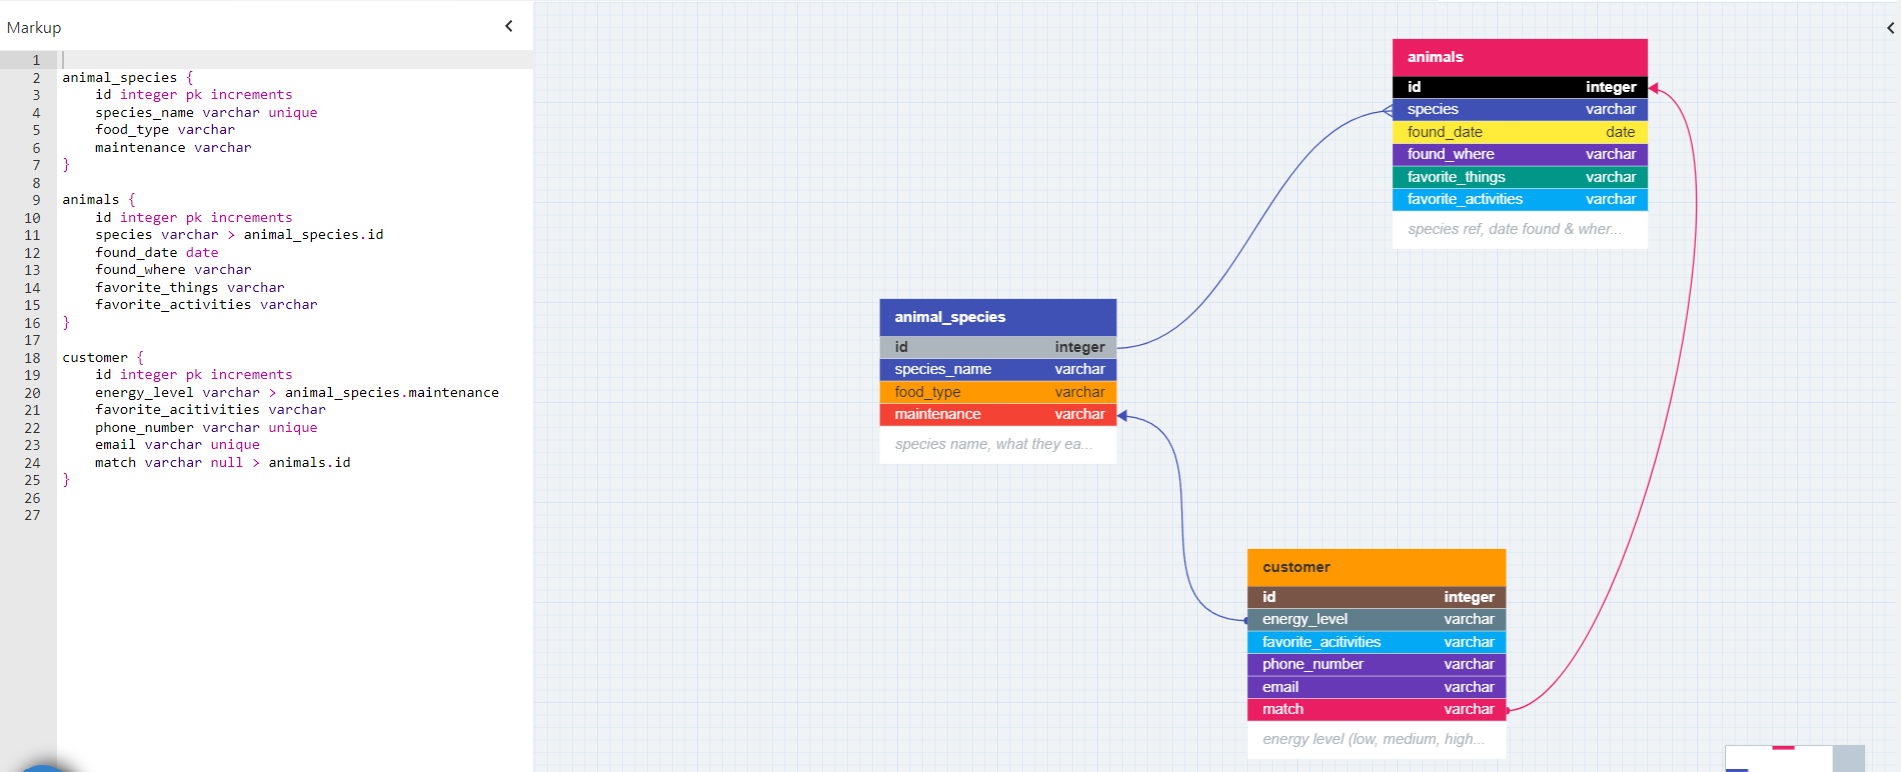 Markup
1
2 animal_species {
3 id integer pk increments
4 species_name varchar unique
5 food_type varchar
6 maintenance varchar
7 }
8
9 animals {
10 id integer pk increments
11 species varchar > animal_species.id
12 found_date date
13 found_where varchar
14 favorite_things varchar
15 favorite_activities varchar
16 }
17
18 customer {
19 id integer pk increments
20 energy_level varchar > animal_species.maintenance
21 favorite_acitivities varchar
22 phone_number varchar unique
23 email varchar unique
24 match varchar null > animals.id
25 }
26
27
animals
id integer
species varchar
found_date date
found_where varchar
favorite_things varchar
favorite_activities varchar
species ref, date found & wher...
animal_species
id integer
species_name varchar
food_type varchar
maintenance varchar
species name, what they ea...
customer
id integer
energy_level varchar
favorite_acitivities varchar
phone_number varchar
email varchar
match varchar
energy level (low, medium, high...